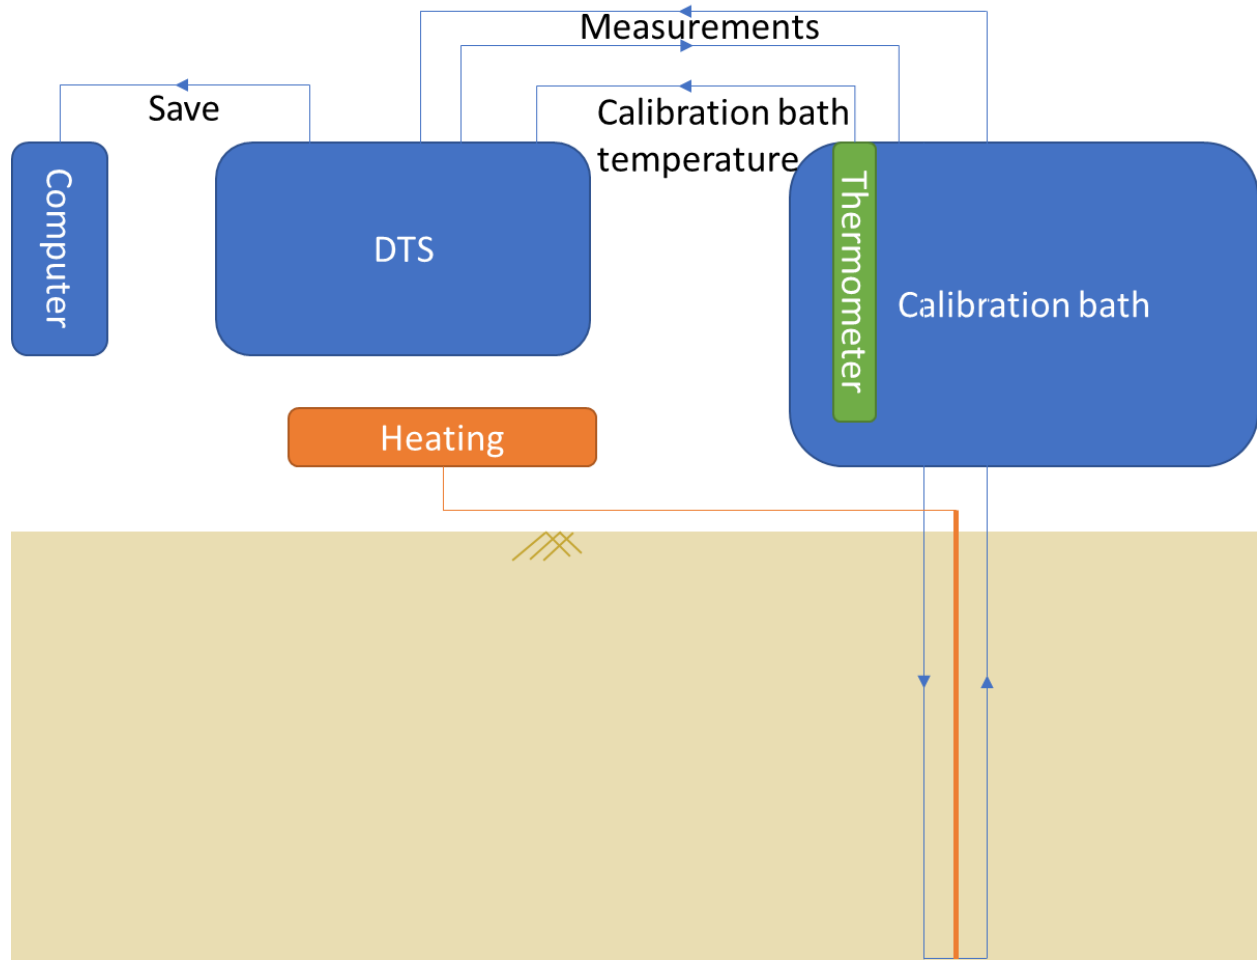 Measurements
Save
Calibration bath
temperature
Computer
DTS
Thermometer
Calibration bath
Heating